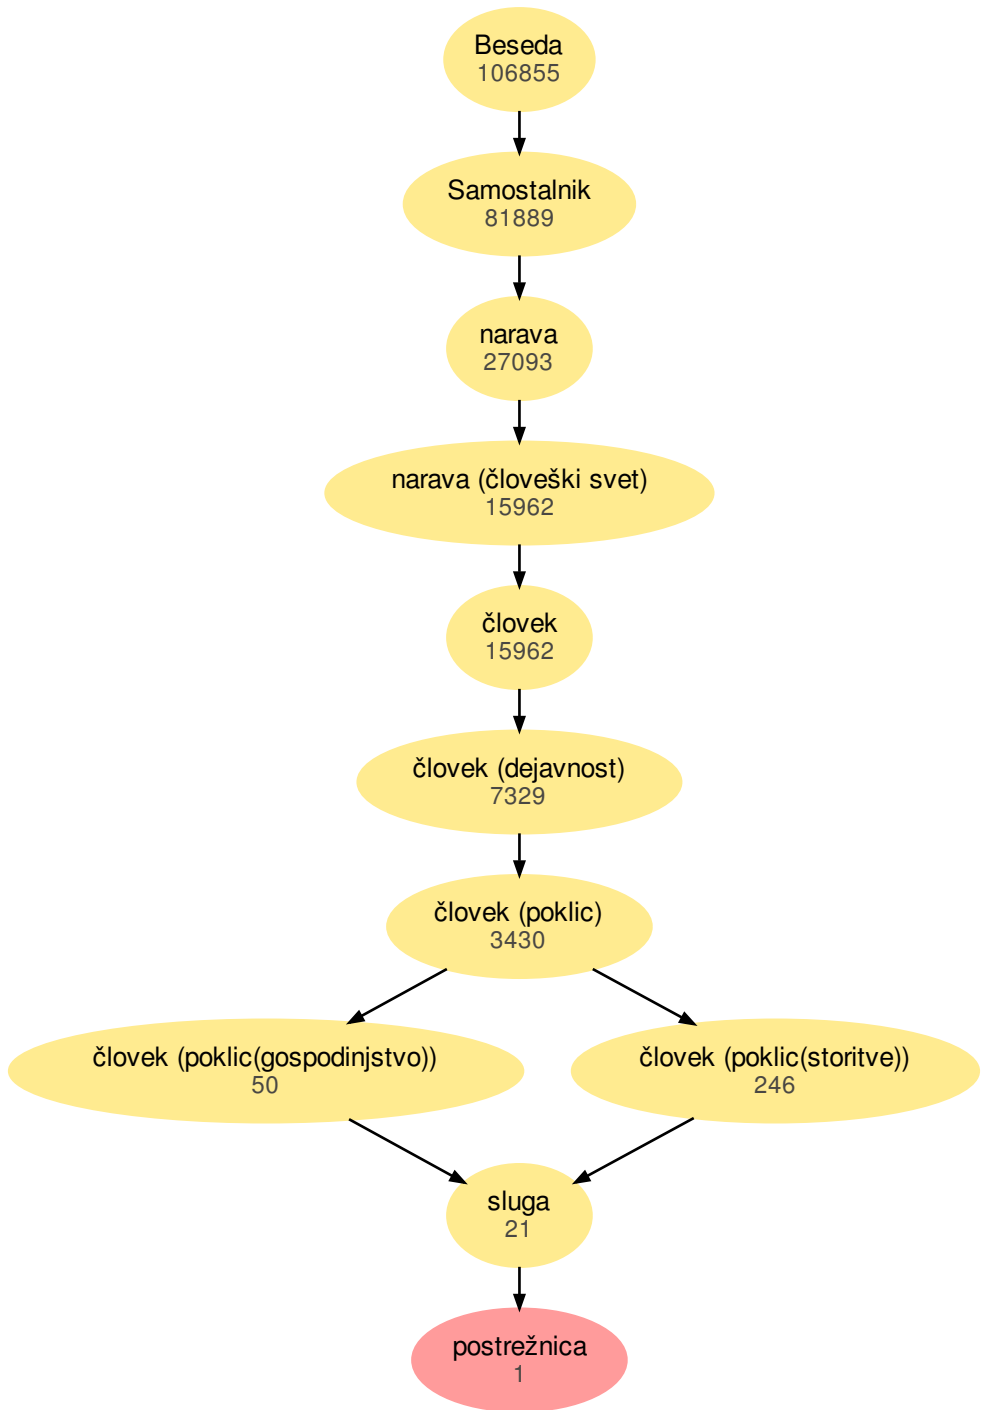 Beseda
106855
Samostalnik
81889
narava
27093
narava (človeški svet)
15962
človek
15962
človek (dejavnost)
7329
človek (poklic)
3430
človek (poklic(gospodinjstvo))
50
človek (poklic(storitve))
246
sluga
21
postrežnica
1